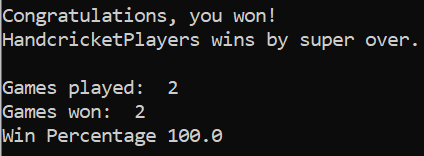 Congratulations, you won!
HandcricketPlayers wins by super over.
Games played:  2
Games won:  2
Win Percentage 100.0